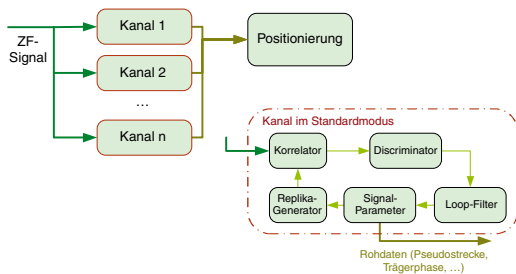 ZF-
Signal
Kanal 1
Kanal 2
...
Kanal n
Positionierung
Kanal im Standardmodus
Korrelator
Discriminator
Replika-
Generator
Signal-
Parameter
Loop-Filter
Rohdaten (Pseudostrecke,
Trägerphase, ...)